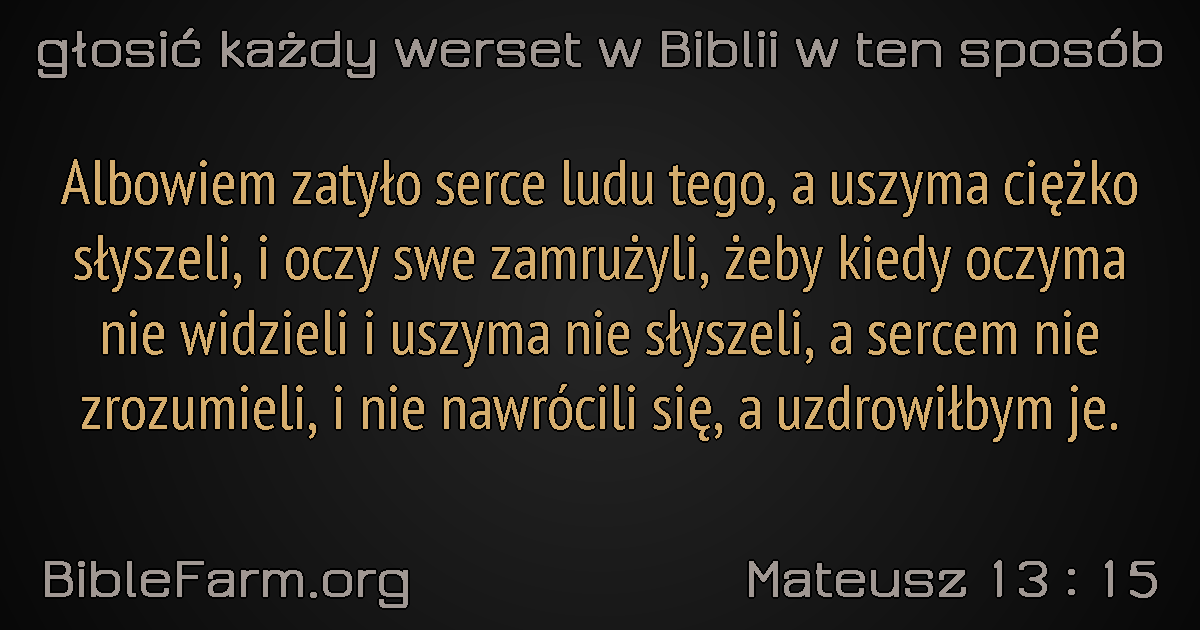 głosić każdy werset w Biblii w ten sposób
Albowiem zatyło serce ludu tego, a uszyma ciężko
słyszeli, i oczy swe zamrużyli, żeby kiedy oczyma
nie widzieli i uszyma nie słyszeli, a sercem nie
zrozumieli, i nie nawrócili się, a uzdrowiłbym je.
BibleFarm.org
Mateusz 13 : 15